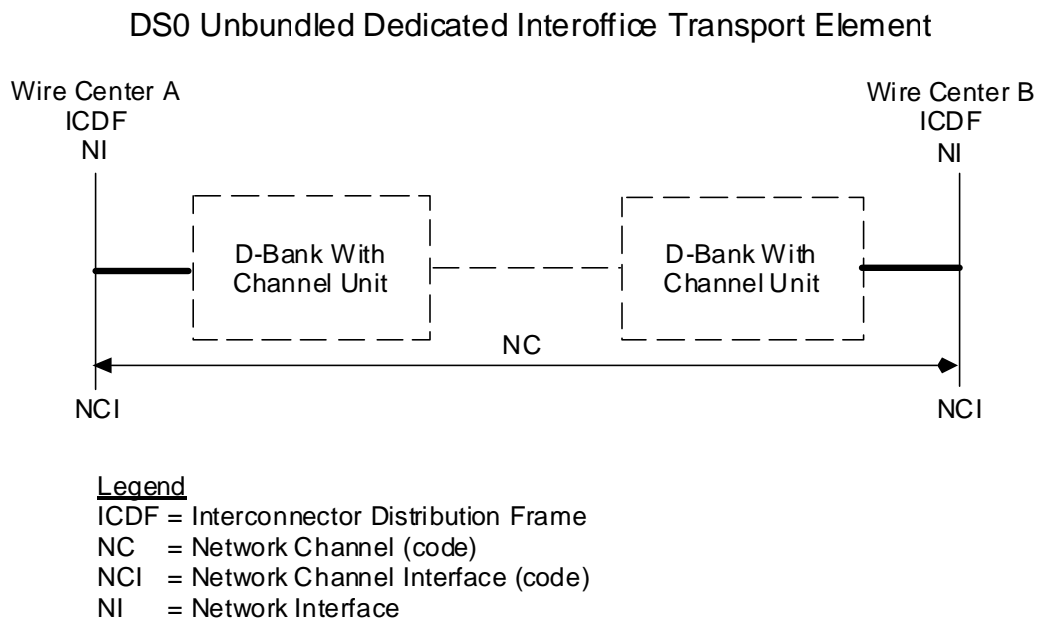 DS0 Unbundled Dedicated Interoffice Transport Element
Wire Center A
ICDF
NI
Wire Center B
ICDF
NI
D-Bank With
Channel Unit
D-Bank With
Channel Unit
NC
NCI
NCI
Legend
ICDF = Interconnector Distribution Frame
NC = Network Channel (code)
NCI = Network Channel Interface (code)
NI = Network Interface